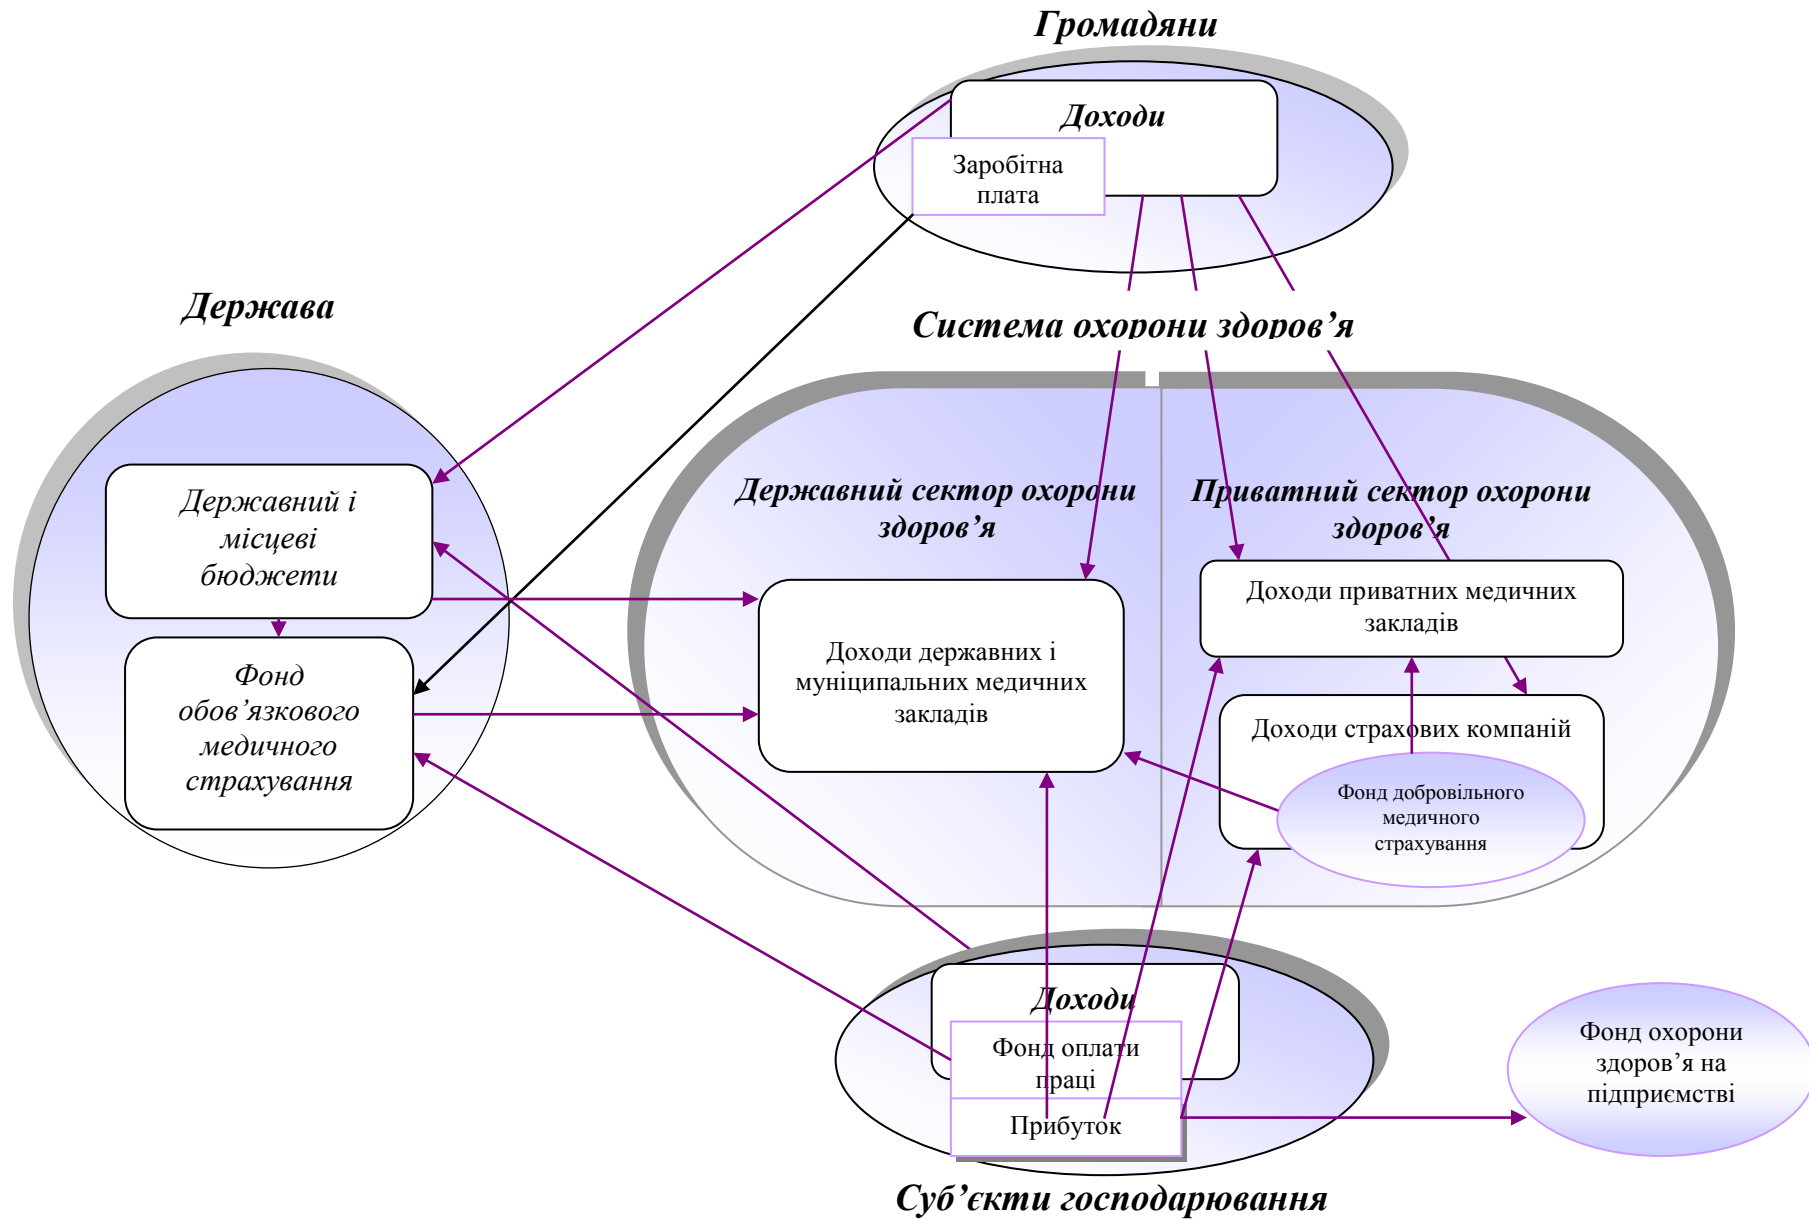 Громадяни
Доходи
Заробітна
плата
Держава
Система охорони здоров’я
Державний і
місцеві
бюджети
Фонд
обов’язкового
медичного
страхування
Державний сектор охорони
здоров’я
Приватний сектор охорони
здоров’я
Доходи державних і
муніципальних медичних
закладів
Доходи приватних медичних
закладів
Доходи страхових компаній
Фонд добровільного
медичного
страхування
Доходи
Фонд оплати
праці
Прибуток
Фонд охорони
здоров’я на
підприємстві
Суб’єкти господарювання